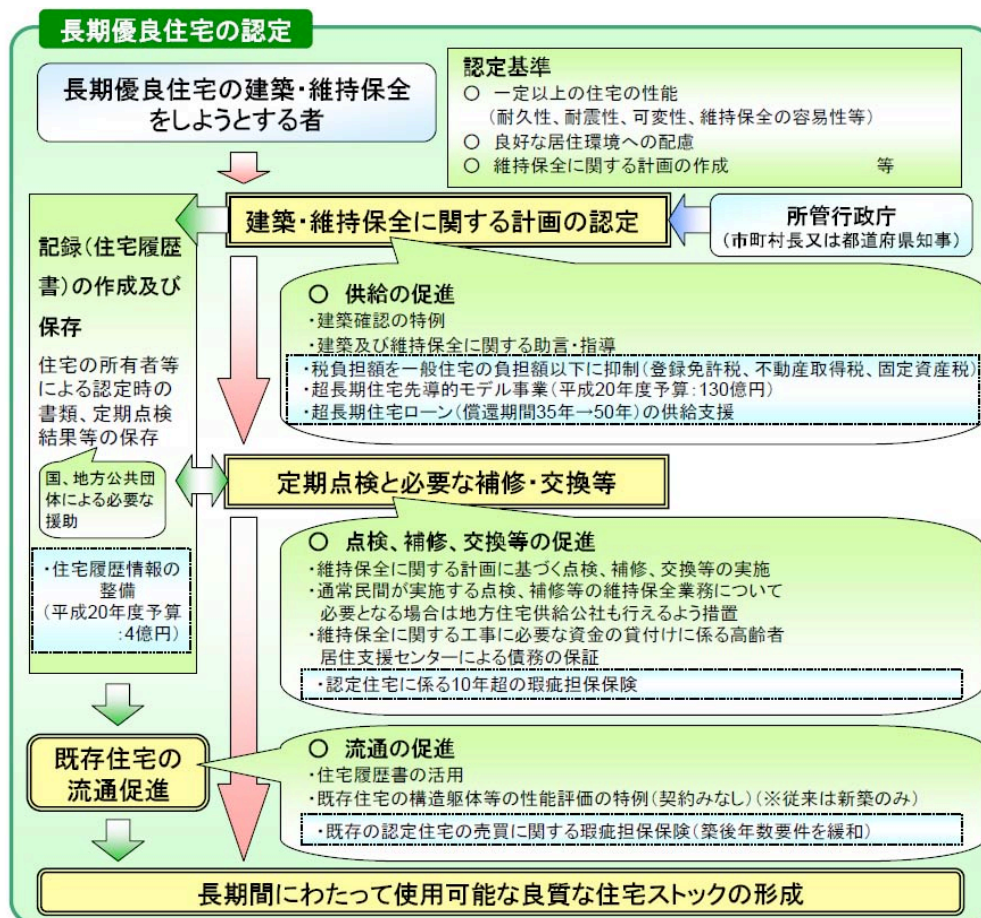 長期優良住宅の認定
長期優良住宅の建築・維持保全
をしようとする者
認定基準
○ 一定以上の住宅の性能
(耐久性、耐震性、可変性、維持保全の容易性等)
○ 良好な居住環境への配慮
○ 維持保全に関する計画の作成 等
建築・維持保全に関する計画の認定
所管行政庁
(市町村長又は都道府県知事)
記録(住宅履歴
書)の作成及び
保存
住宅の所有者等
による認定時の
書類、定期点検
結果等の保存
国、地方公共団
体による必要な
援助
・住宅履歴情報の
整備
(平成20年度予算
:4億円)
○ 供給の促進
・建築確認の特例
・建築及び維持保全に関する助言・指導
・税負担額を一般住宅の負担額以下に抑制(登録免許税、不動産取得税、固定資産税)
・超長期住宅先導的モデル事業(平成20年度予算:130億円)
・超長期住宅ローン(償還期間35年→50年)の供給支援
定期点検と必要な補修・交換等
○ 点検、補修、交換等の促進
・維持保全に関する計画に基づく点検、補修、交換等の実施
・通常民間が実施する点検、補修等の維持保全業務について
必要となる場合は地方住宅供給公社も行えるよう措置
・維持保全に関する工事に必要な資金の貸付けに係る高齢者
居住支援センターによる債務の保証
・認定住宅に係る10年超の瑕疵担保保険
既存住宅の
流通促進
○ 流通の促進
・住宅履歴書の活用
・既存住宅の構造躯体等の性能評価の特例(契約みなし)(※従来は新築のみ)
・既存の認定住宅の売買に関する瑕疵担保保険(築後年数要件を緩和)
長期間にわたって使用可能な良質な住宅ストックの形成